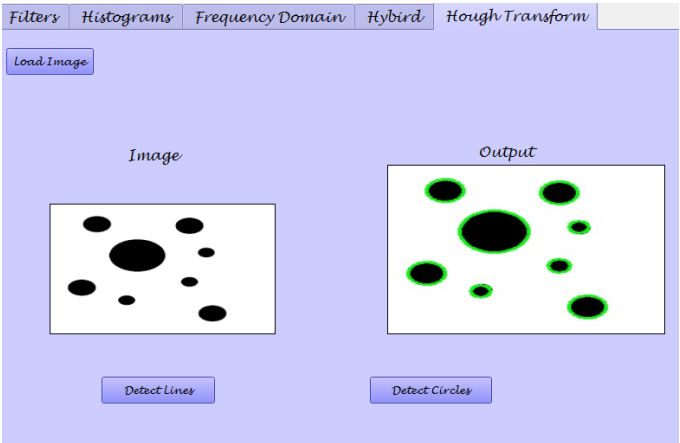 Filters Histograms Frequency Domain Hybird Hough Transform
Load Image
Image
Output
Detect Lines
Detect Circles